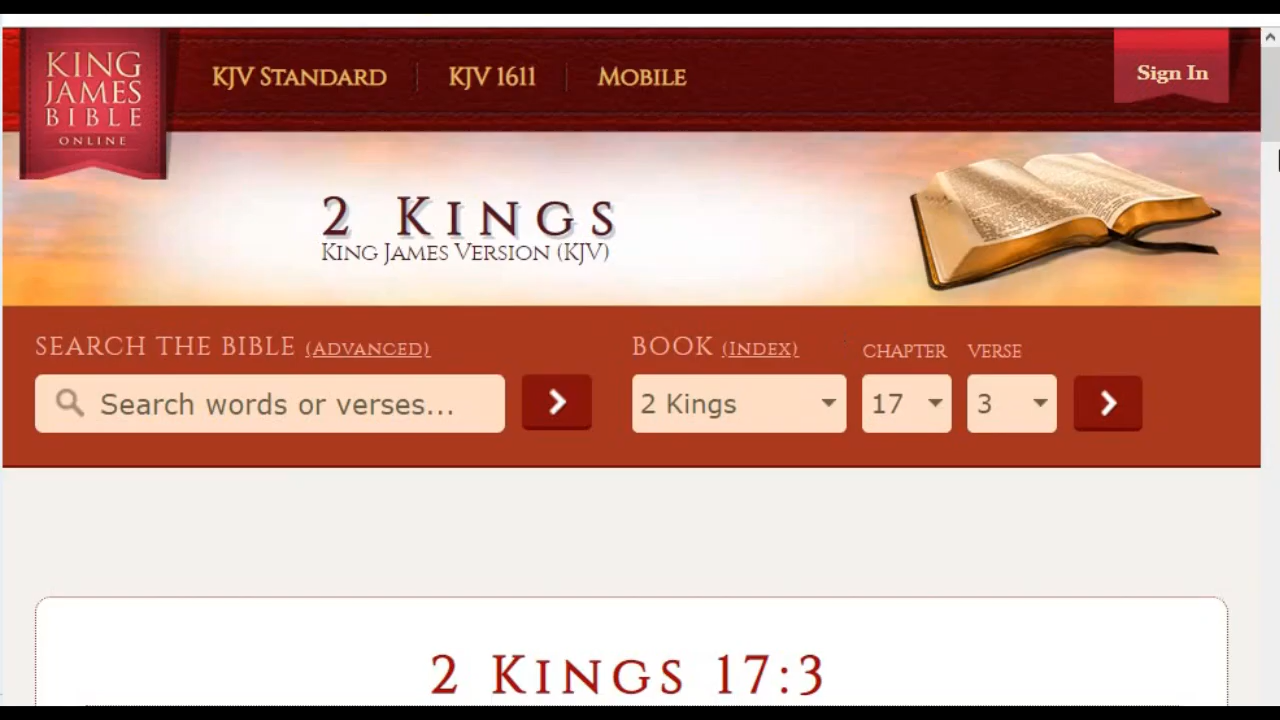 KING
JAMES
BIBLE
ONLINE
KJV STANDARD
KJV 1611
MOBILE
Sign In
2 KINGS
KING JAMES VERSION (KJV)
SEARCH THE BIBLE (ADVANCED)
BOOK (INDEX)
CHAPTER
VERSE
Search words or verses...
2 Kings
17
3
2 KINGS 17:3